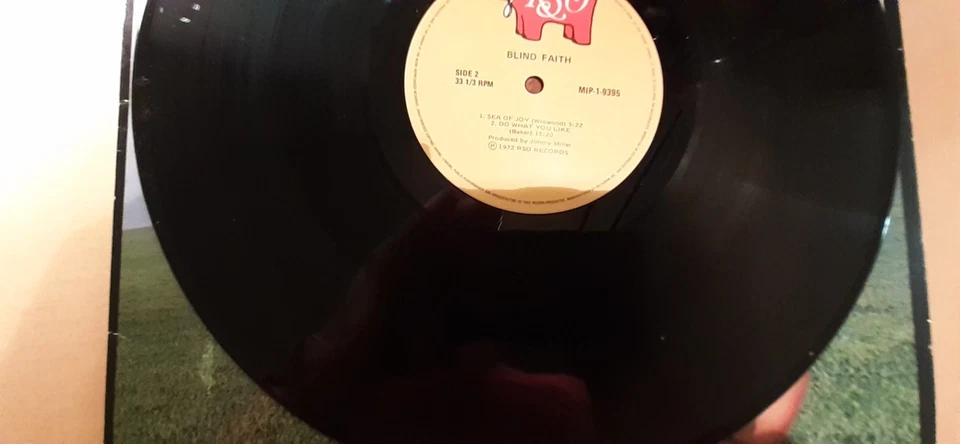 RSO
BLIND FAITH
SIDE 2
33 1/3 RPM
MIP-1-9395
1. SEA OF JOY (Winwood) 5:22
2. DO WHAT YOU LIKE
(Baker) 15:20
Produced by Jimmy Miller
Ⓟ 1972 RSO RECORDS